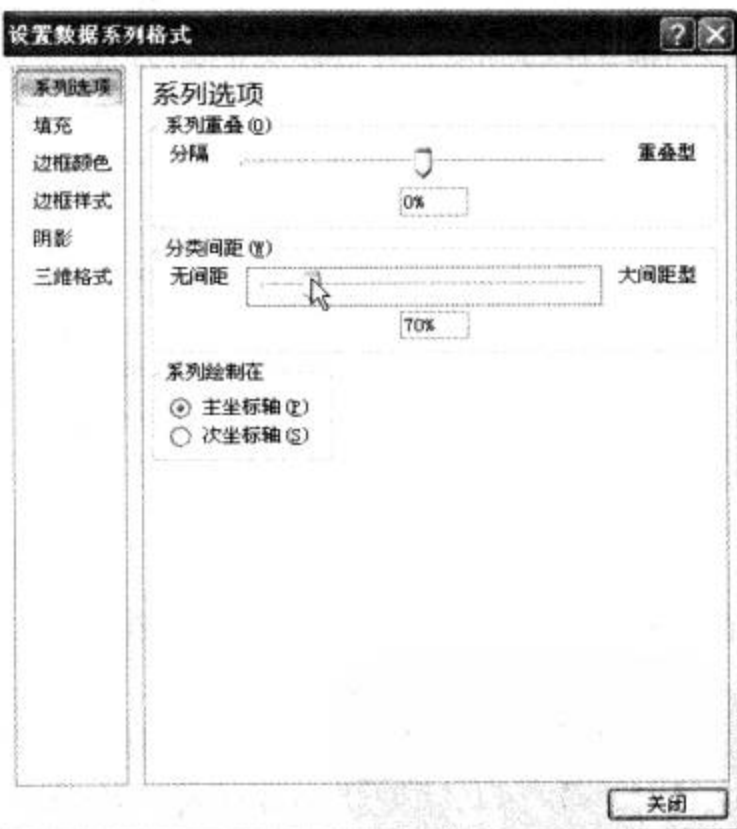 设置数据系列格式
系列选项
填充
边框颜色
边框样式
阴影
三维格式
系列选项
系列重叠(O)
分隔 重叠型
0%
分类间距(W)
无间距 大间距型
70%
系列绘制在
主坐标轴(P)
次坐标轴(S)
关闭